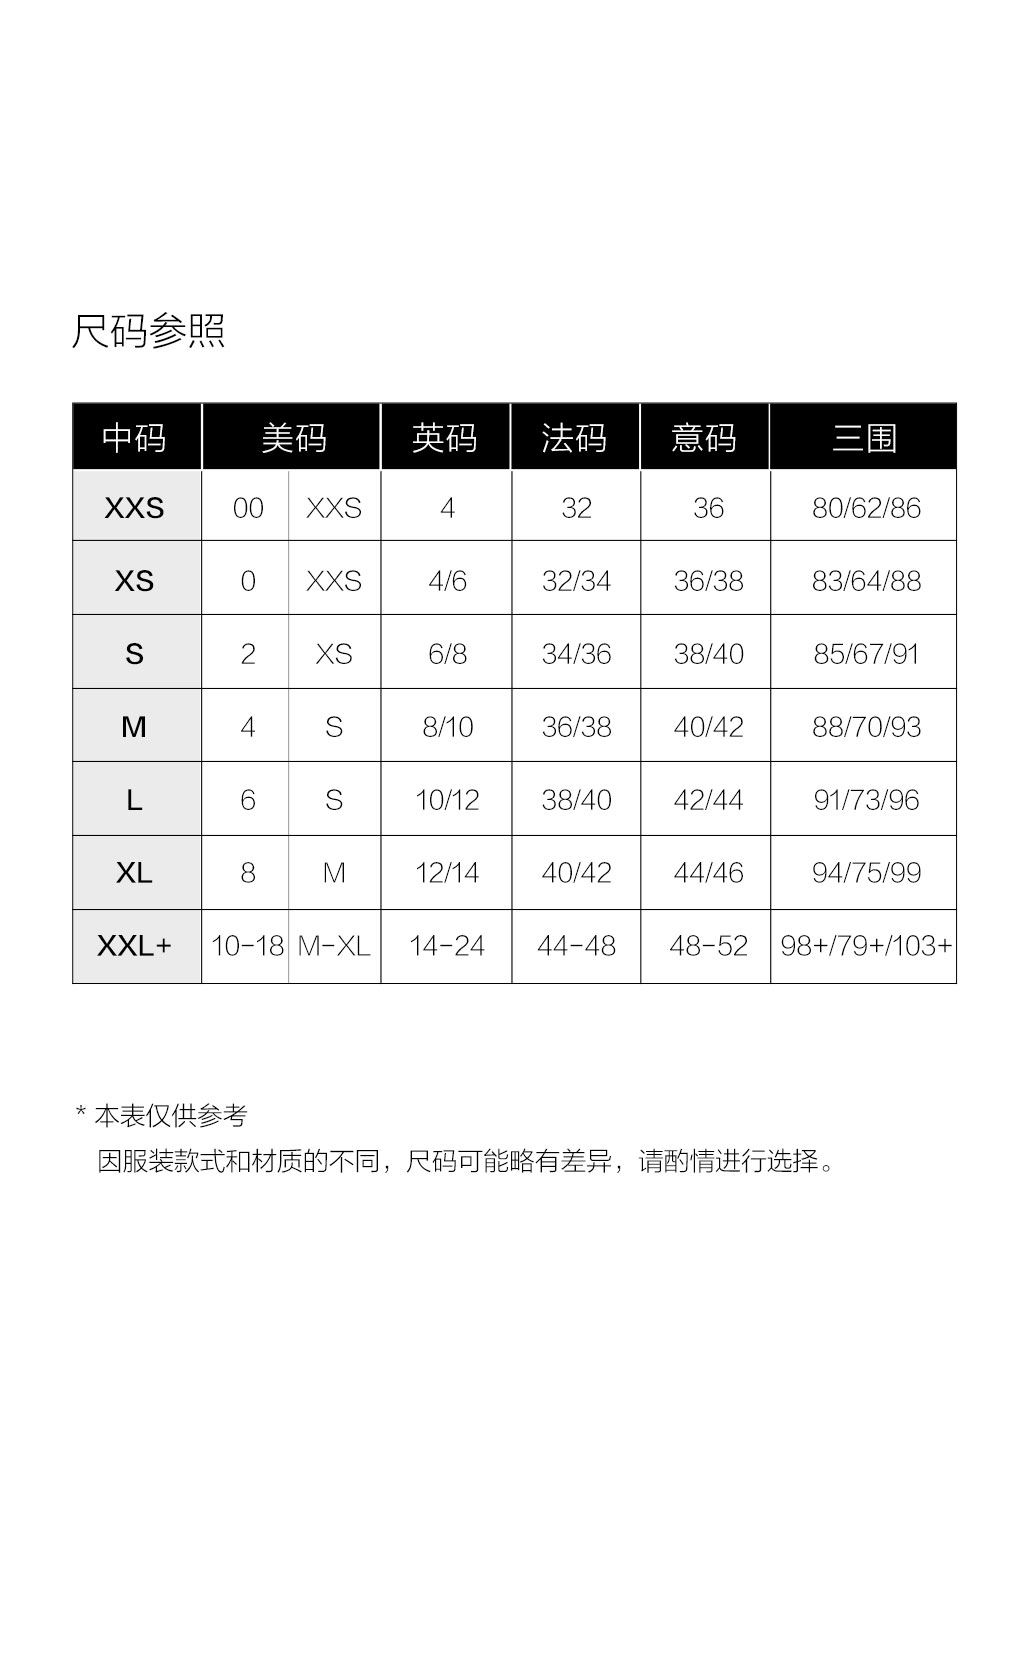 尺码参照
中码 美码 英码 法码 意码 三围
XXS 00 XXS 4 32 36 80/62/86
XS 0 XXS 4/6 32/34 36/38 83/64/88
S 2 XS 6/8 34/36 38/40 85/67/91
M 4 S 8/10 36/38 40/42 88/70/93
L 6 S 10/12 38/40 42/44 91/73/96
XL 8 M 12/14 40/42 44/46 94/75/99
XXL+ 10-18 M-XL 14-24 44-48 48-52 98+/79+/103+
* 本表仅供参考
因服装款式和材质的不同，尺码可能略有差异，请酌情进行选择。